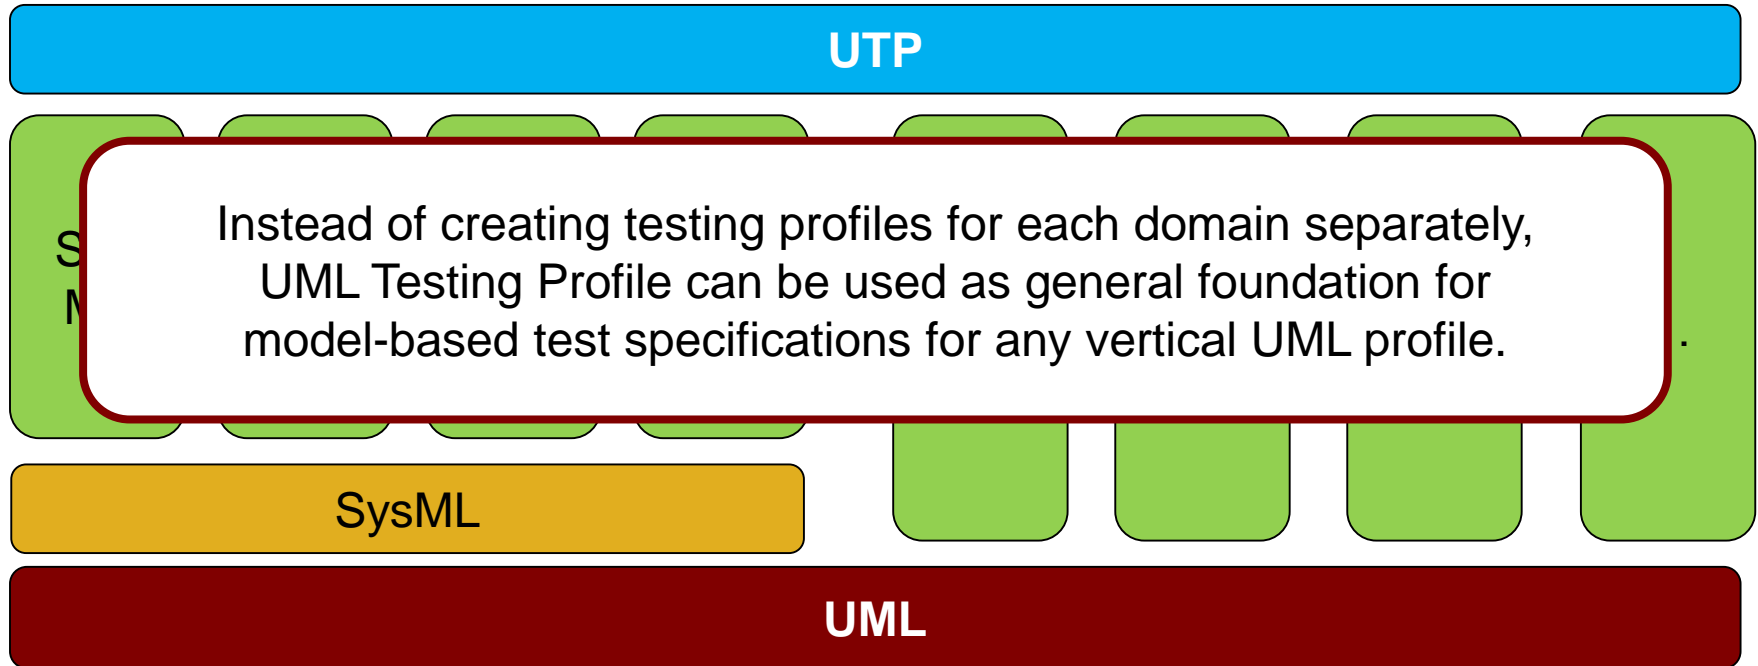 UTP
Instead of creating testing profiles for each domain separately,
UML Testing Profile can be used as general foundation for
model-based test specifications for any vertical UML profile.
SysML
UML